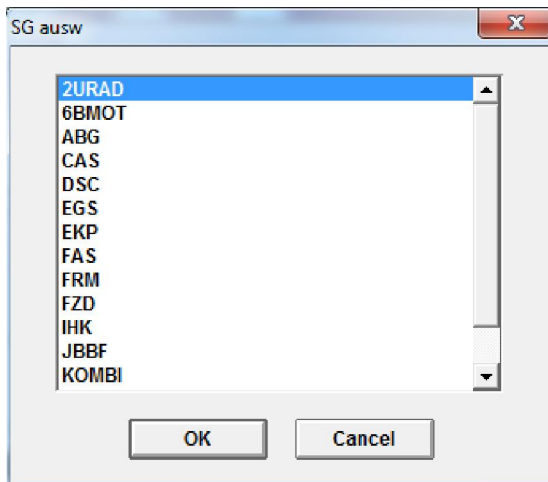 SG ausw
2URAD
6BMOT
ABG
CAS
DSC
EGS
EKP
FAS
FRM
FZD
IHK
JBBF
KOMBI
OK
Cancel